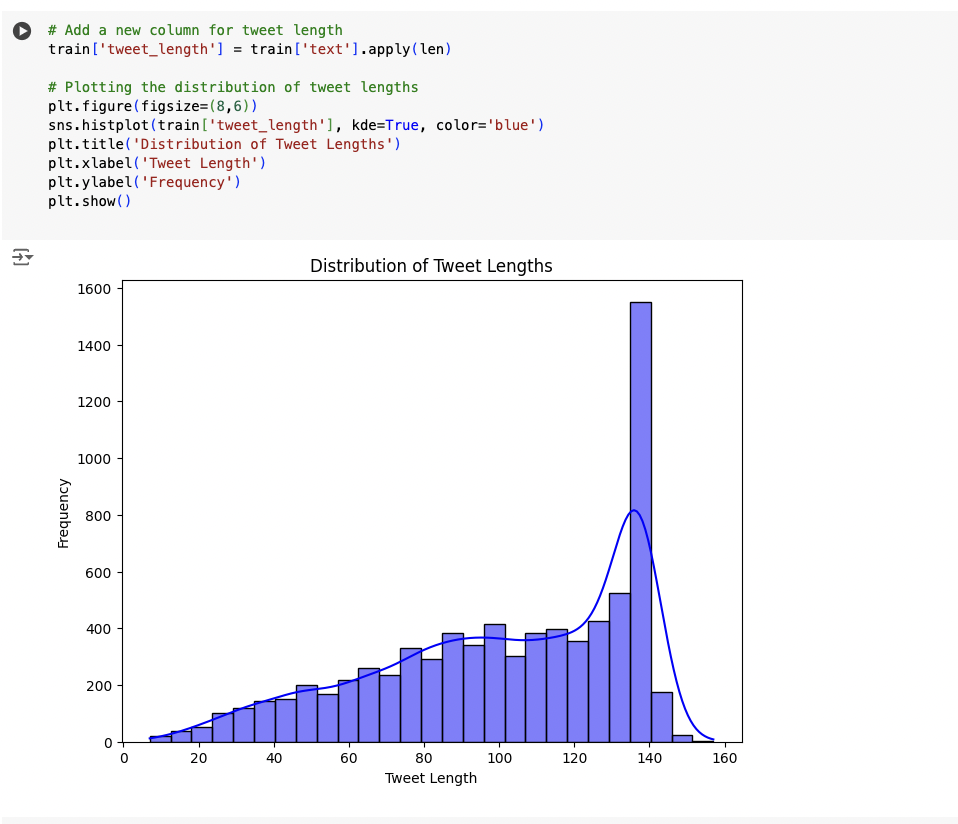 # Add a new column for tweet length
train['tweet_length'] = train['text'].apply(len)
# Plotting the distribution of tweet lengths
plt.figure(figsize=(8,6))
sns.histplot(train['tweet_length'], kde=True, color='blue')
plt.title('Distribution of Tweet Lengths')
plt.xlabel('Tweet Length')
plt.ylabel('Frequency')
plt.show()
Distribution of Tweet Lengths
1600
1400
1200
1000
800
600
400
200
0
Frequency
0 20 40 60 80 100 120 140 160
Tweet Length